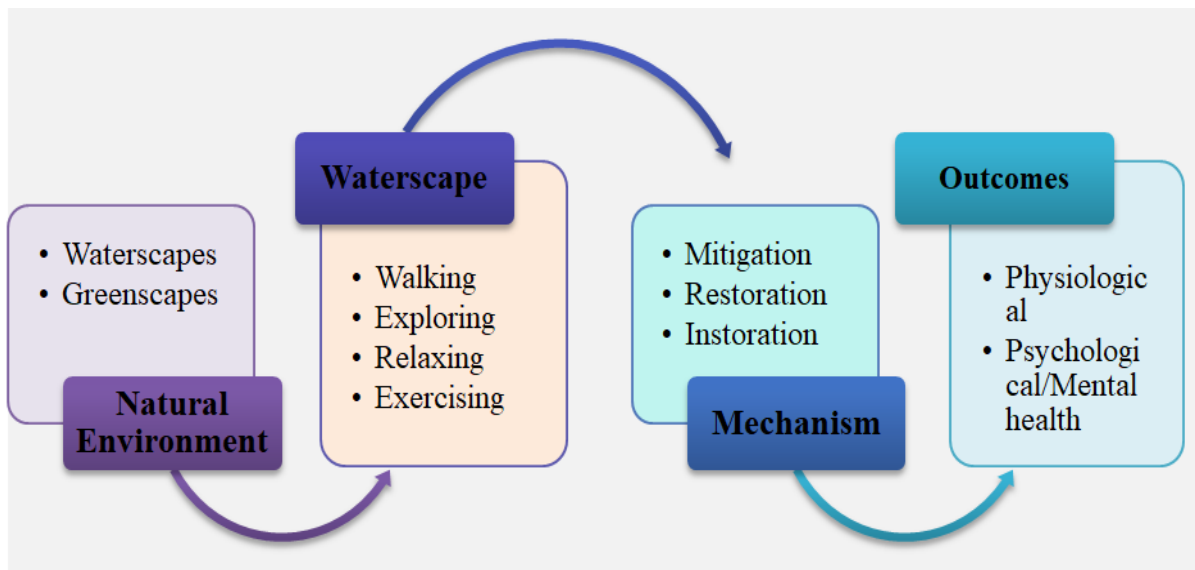 • Waterscapes
• Greenscapes
Natural
Environment
Waterscape
• Walking
• Exploring
• Relaxing
• Exercising
• Mitigation
• Restoration
• Instoration
Mechanism
Outcomes
• Physiologic
al
• Psychologi
cal/Mental
health